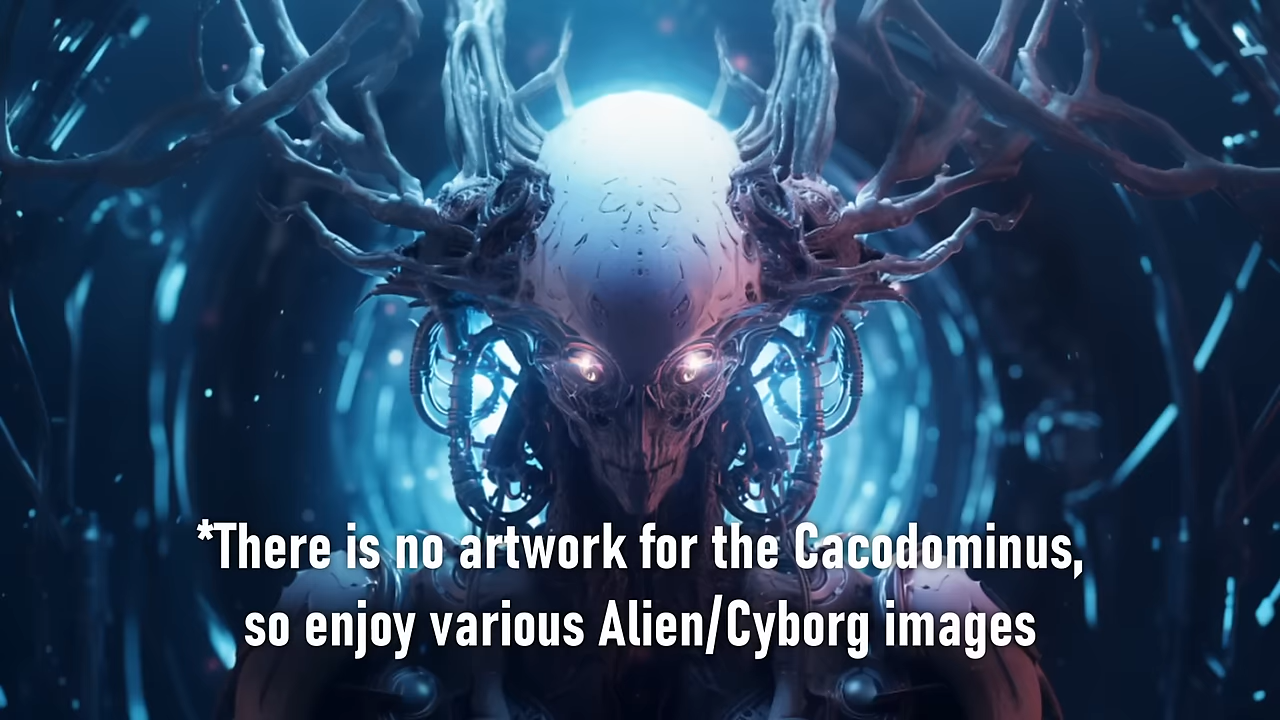 *There is no artwork for the Cacodominus,
so enjoy various Alien/Cyborg images